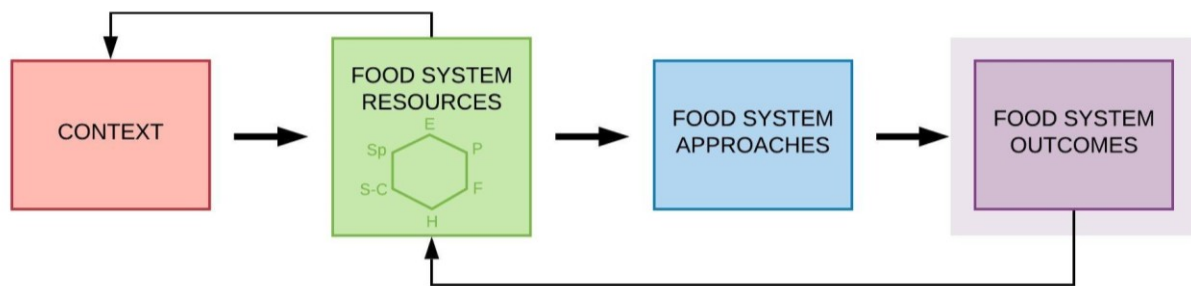 CONTEXT
FOOD SYSTEM
RESOURCES
E
Sp
P
S-C
F
H
FOOD SYSTEM
APPROACHES
FOOD SYSTEM
OUTCOMES